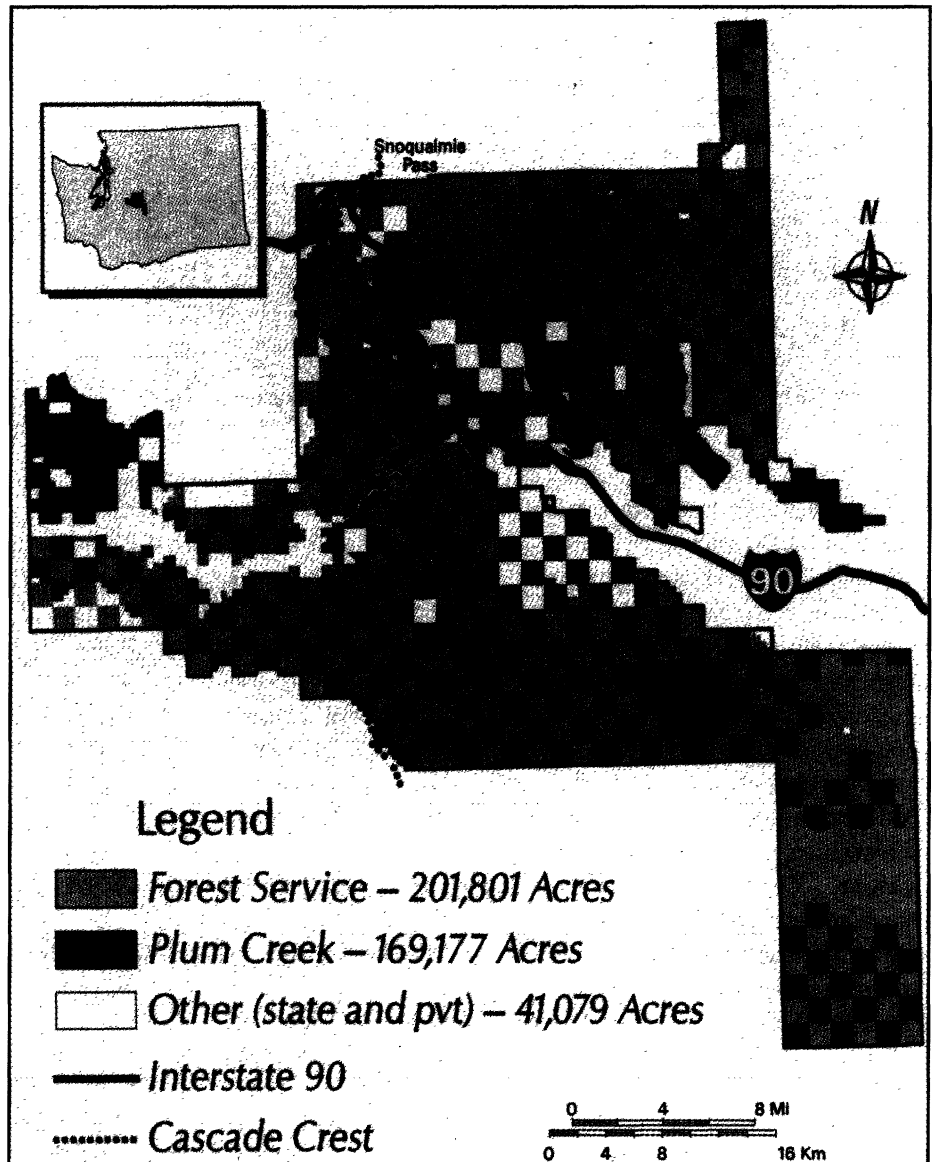 Snoqualmie
Pass
N
90
Legend
Forest Service – 201,801 Acres
Plum Creek – 169,177 Acres
Other (state and pvt) – 41,079 Acres
Interstate 90
Cascade Crest
0 4 8 MI
0 4 8 16 Km